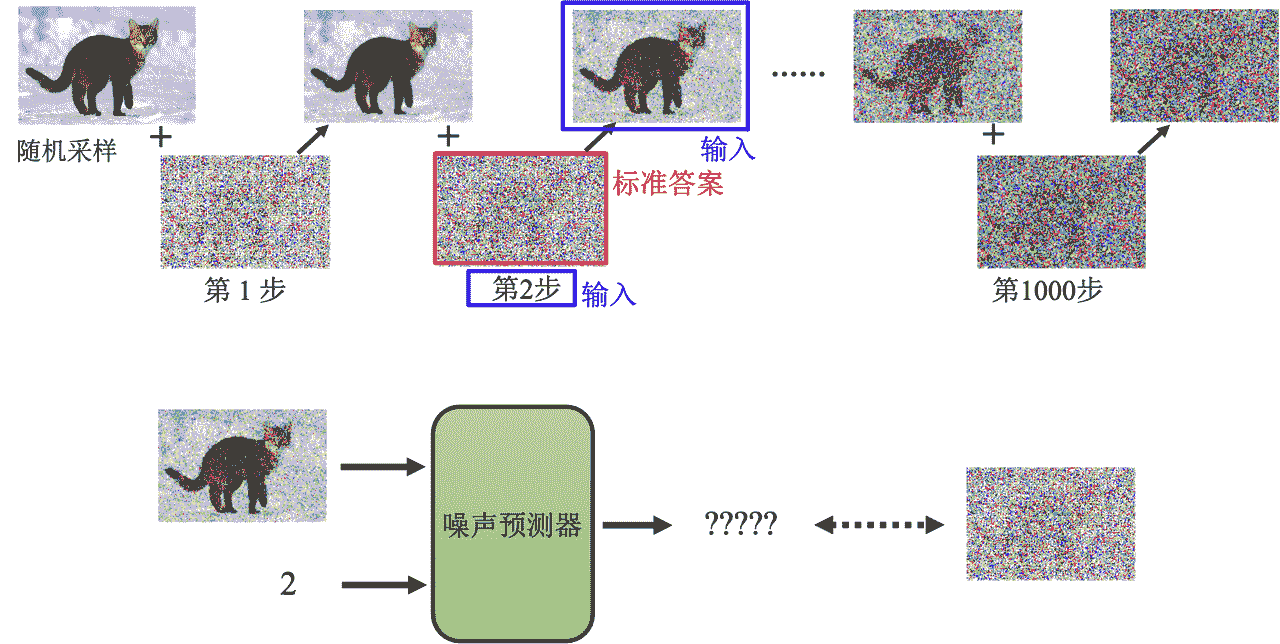 随机采样
+
+
……
+
输入
标准答案
第 1 步
第2步
输入
第1000步
噪声预测器
?????
2